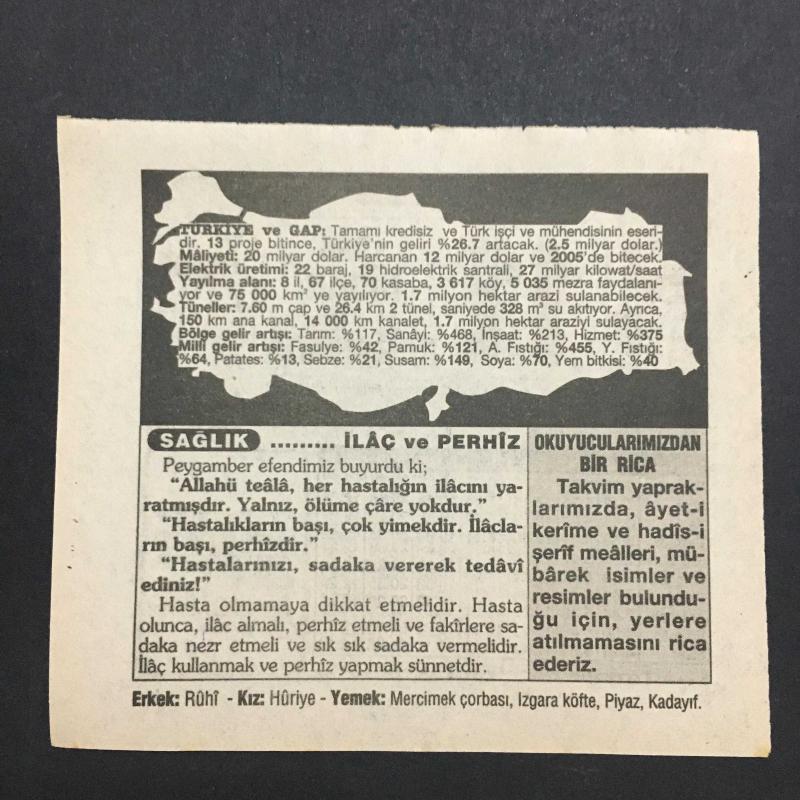 TÜRKİYE ve GAP: Tamamı kredisiz ve Türk işçi ve mühendisinin eseri-
dir. 13 proje bitince, Türkiye'nin geliri %26.7 artacak. (2.5 milyar dolar.)
Mâliyeti: 20 milyar dolar. Harcanan 12 milyar dolar ve 2005'de bitecek.
Elektrik üretimi: 22 baraj, 19 hidroelektrik santrali, 27 milyar kilowat/saat
Yayılma alanı: 8 il, 67 ilçe, 70 kasaba, 3 617 köy, 5 035 mezra faydalanı-
yor ve 75 000 km² ye yayılıyor. 1.7 milyon hektar arazi sulanabilecek.
Tüneller: 7.60 m çap ve 26.4 km 2 tünel, saniyede 328 m³ su akıtıyor. Ayrıca,
150 km ana kanal, 14 000 km kanalet, 1.7 milyon hektar araziyi sulayacak.
Bölge gelir artışı: Tarım: %117, Sanâyi: %468, İnşaat: %213, Hizmet: %375
Millî gelir artışı: Fasulye: %42, Pamuk: %121, A. Fıstığı: %455, Y. Fıstığı:
%64, Patates: %13, Sebze: %21, Susam: %149, Soya: %70, Yem bitkisi: %40
SAĞLIK ......... İLÂÇ ve PERHÎZ
Peygamber efendimiz buyurdu ki;
"Allahü teâlâ, her hastalığın ilâcını ya-
ratmışdır. Yalnız, ölüme çâre yokdur."
"Hastalıkların başı, çok yimekdir. İlâcla-
rın başı, perhîzdir."
"Hastalarınızı, sadaka vererek tedâvî
ediniz!"
Hasta olmamaya dikkat etmelidir. Hasta
olunca, ilâc almalı, perhîz etmeli ve fakîrlere sa-
daka nezr etmeli ve sık sık sadaka vermelidir.
İlâç kullanmak ve perhîz yapmak sünnetdir.
OKUYUCULARIMIZDAN
BİR RİCA
Takvim yaprak-
larımızda, âyet-i
kerîme ve hadîs-i
şerîf meâlleri, mü-
bârek isimler ve
resimler bulundu-
ğu için, yerlere
atılmamasını rica
ederiz.
Erkek: Rûhî - Kız: Hûriye - Yemek: Mercimek çorbası, Izgara köfte, Piyaz, Kadayıf.